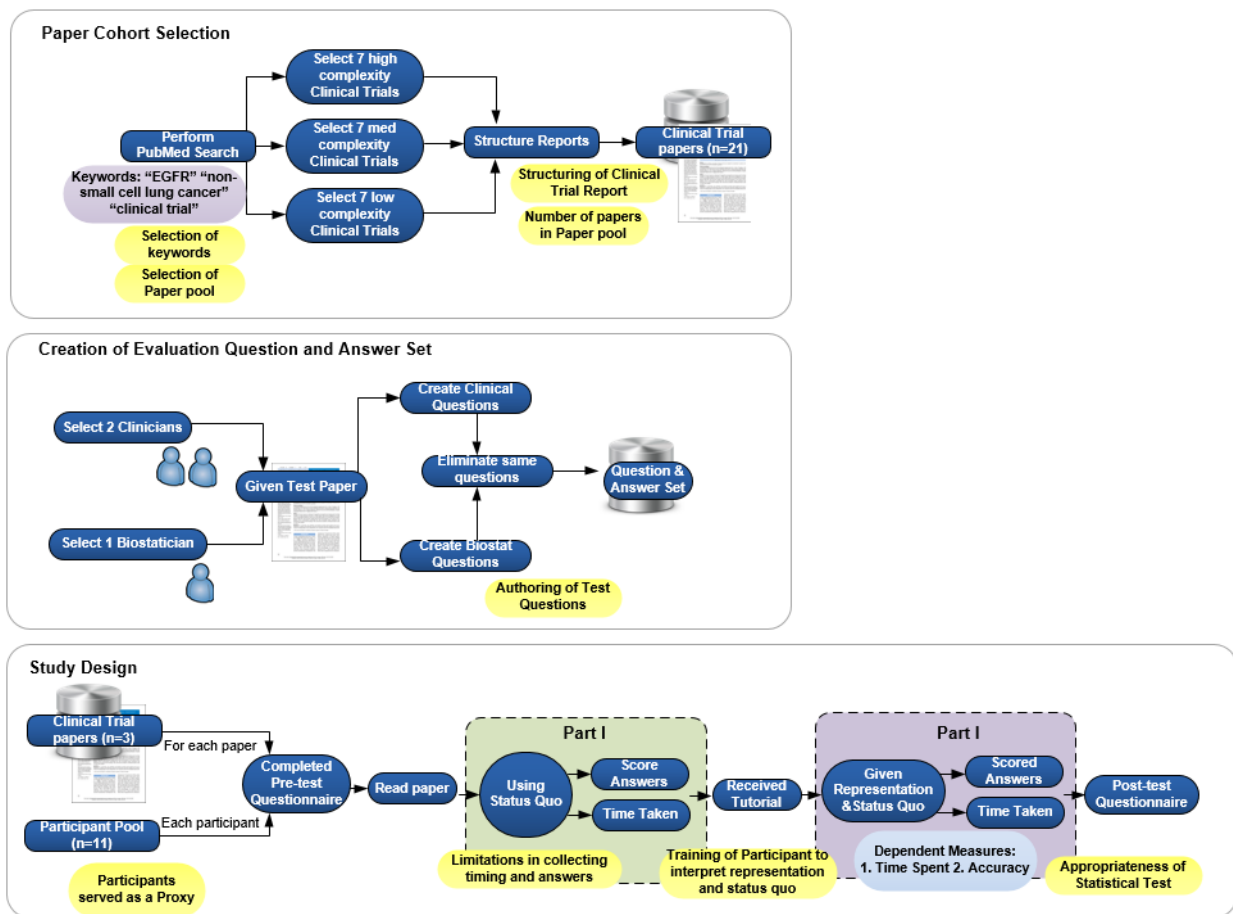 Paper Cohort Selection
Select 7 high
complexity
Clinical Trials
Perform
PubMed Search
Select 7 med
complexity
Clinical Trials
Structure Reports
Clinical Trial
papers (n=21)
Keywords: “EGFR” “non-
small cell lung cancer”
“clinical trial”
Select 7 low
complexity
Clinical Trials
Structuring of Clinical
Trial Report
Number of papers
in Paper pool
Selection of
keywords
Selection of
Paper pool
Creation of Evaluation Question and Answer Set
Select 2 Clinicians
Create Clinical
Questions
Given Test Paper
Eliminate same
questions
Question &
Answer Set
Select 1 Biostatician
Create Biostat
Questions
Authoring of Test
Questions
Study Design
Clinical Trial
papers (n=3)
For each paper
Completed
Pre-test
Questionnaire
Read paper
Each participant
Participant Pool
(n=11)
Participants
served as a Proxy
Part I
Using
Status Quo
Score
Answers
Time Taken
Limitations in collecting
timing and answers
Received
Tutorial
Training of Participant to
interpret representation
and status quo
Part I
Given
Representation
&Status Quo
Scored
Answers
Time Taken
Dependent Measures:
1. Time Spent 2. Accuracy
Post-test
Questionnaire
Appropriateness of
Statistical Test